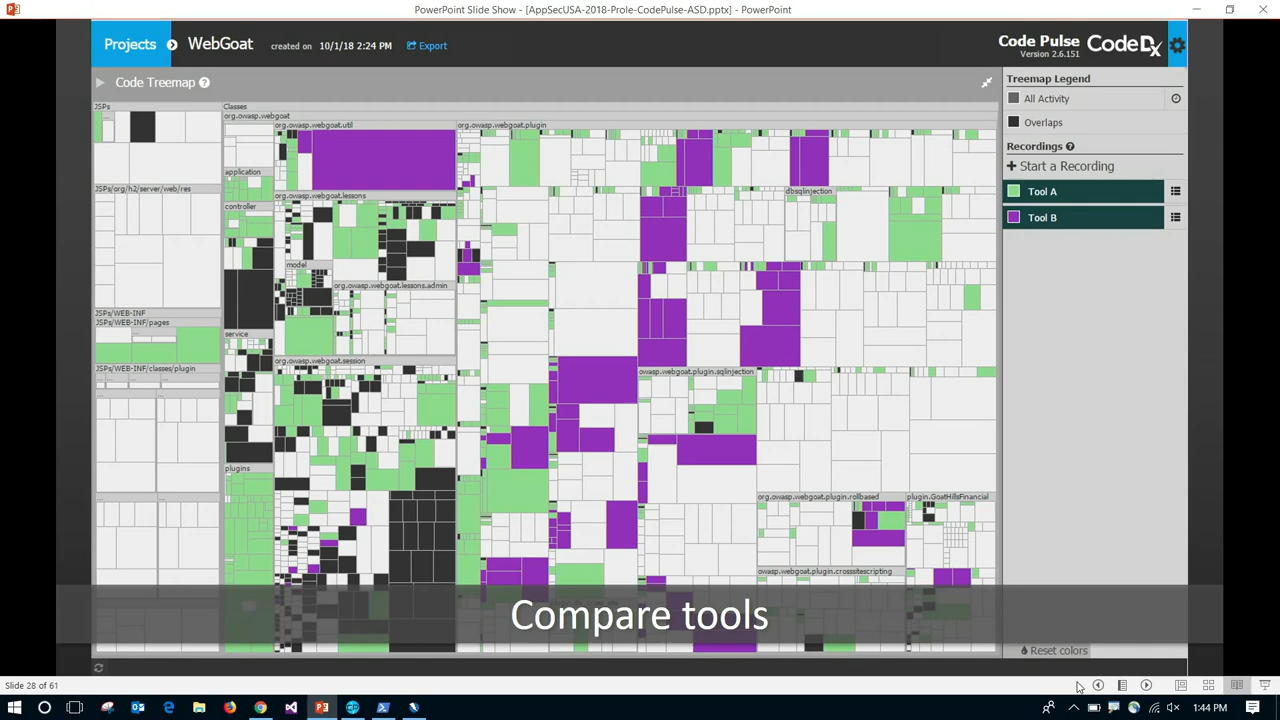 PowerPoint Slide Show - [AppSecUSA-2018-Prole-CodePulse-ASD.pptx] - PowerPoint
Projects WebGoat created on 10/1/18 2:24 PM Export
Code Pulse CodeDx
Version 2.6.151
Code Treemap ?
Treemap Legend
All Activity
Overlaps
Recordings ?
Start a Recording
Tool A
Tool B
JSPs
Classes
org.owasp.webgoat
org.owasp.webgoat.util
org.owasp.webgoat.plugin
application
JSPs/org/h2/server/web/res
org.owasp.webgoat.lessons
dbsqlinjection
controller
model
org.owasp.webgoat.lessons.admin
JSPs/WEB-INF
JSPs/WEB-INF/pages
service
org.owasp.webgoat.session
JSPs/WEB-INF/classes/plugin
owasp.webgoat.plugin.sqlinjection
plugins
org.owasp.webgoat.plugin.rollbased
plugin.GoatHillsFinancial
owasp.webgoat.plugin.crosssitescripting
Compare tools
Reset colors
Slide 28 of 61
1:44 PM